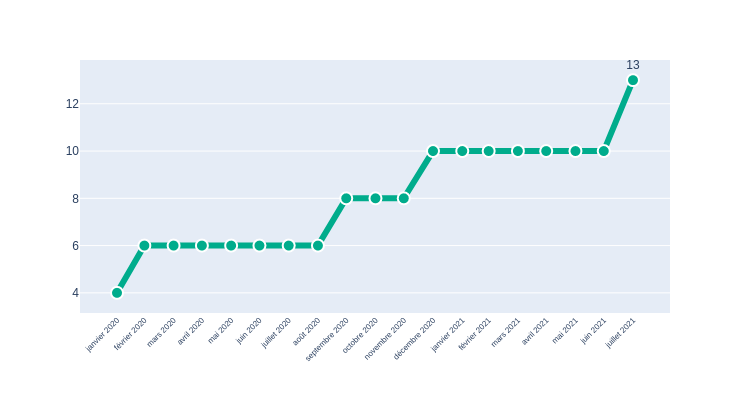 13
12
10
8
6
4
janvier 2020
février 2020
mars 2020
avril 2020
mai 2020
juin 2020
juillet 2020
août 2020
septembre 2020
octobre 2020
novembre 2020
décembre 2020
janvier 2021
février 2021
mars 2021
avril 2021
mai 2021
juin 2021
juillet 2021